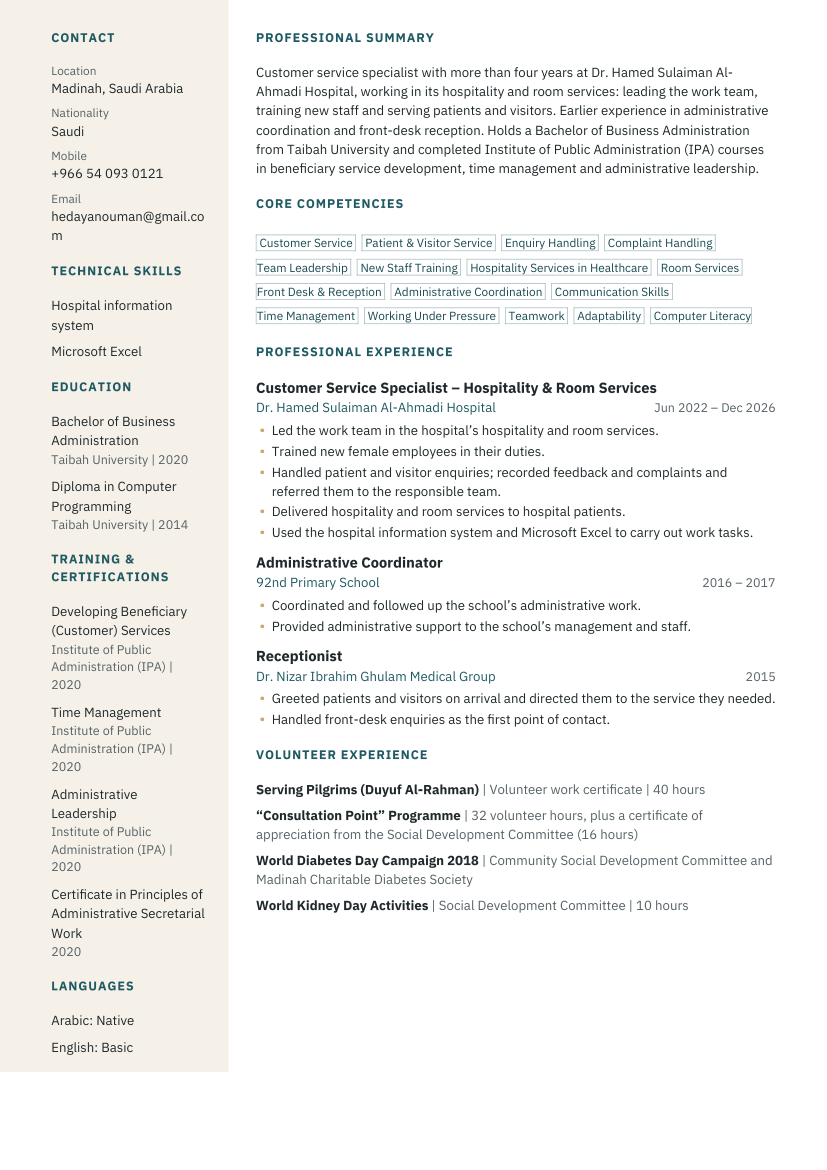 CONTACT
Location
Madinah, Saudi Arabia
Nationality
Saudi
Mobile
+966 54 093 0121
Email
hedayanouman@gmail.co
m
TECHNICAL SKILLS
Hospital information
system
Microsoft Excel
EDUCATION
Bachelor of Business
Administration
Taibah University | 2020
Diploma in Computer
Programming
Taibah University | 2014
TRAINING &
CERTIFICATIONS
Developing Beneficiary
(Customer) Services
Institute of Public
Administration (IPA) |
2020
Time Management
Institute of Public
Administration (IPA) |
2020
Administrative
Leadership
Institute of Public
Administration (IPA) |
2020
Certificate in Principles of
Administrative Secretarial
Work
2020
LANGUAGES
Arabic: Native
English: Basic
PROFESSIONAL SUMMARY
Customer service specialist with more than four years at Dr. Hamed Sulaiman Al-
Ahmadi Hospital, working in its hospitality and room services: leading the work team,
training new staff and serving patients and visitors. Earlier experience in administrative
coordination and front-desk reception. Holds a Bachelor of Business Administration
from Taibah University and completed Institute of Public Administration (IPA) courses
in beneficiary service development, time management and administrative leadership.
CORE COMPETENCIES
Customer Service Patient & Visitor Service Enquiry Handling Complaint Handling
Team Leadership New Staff Training Hospitality Services in Healthcare Room Services
Front Desk & Reception Administrative Coordination Communication Skills
Time Management Working Under Pressure Teamwork Adaptability Computer Literacy
PROFESSIONAL EXPERIENCE
Customer Service Specialist – Hospitality & Room Services
Dr. Hamed Sulaiman Al-Ahmadi Hospital Jun 2022 – Dec 2026
• Led the work team in the hospital’s hospitality and room services.
• Trained new female employees in their duties.
• Handled patient and visitor enquiries; recorded feedback and complaints and
referred them to the responsible team.
• Delivered hospitality and room services to hospital patients.
• Used the hospital information system and Microsoft Excel to carry out work tasks.
Administrative Coordinator
92nd Primary School 2016 – 2017
• Coordinated and followed up the school’s administrative work.
• Provided administrative support to the school’s management and staff.
Receptionist
Dr. Nizar Ibrahim Ghulam Medical Group 2015
• Greeted patients and visitors on arrival and directed them to the service they needed.
• Handled front-desk enquiries as the first point of contact.
VOLUNTEER EXPERIENCE
Serving Pilgrims (Duyuf Al-Rahman) | Volunteer work certificate | 40 hours
“Consultation Point” Programme | 32 volunteer hours, plus a certificate of
appreciation from the Social Development Committee (16 hours)
World Diabetes Day Campaign 2018 | Community Social Development Committee and
Madinah Charitable Diabetes Society
World Kidney Day Activities | Social Development Committee | 10 hours